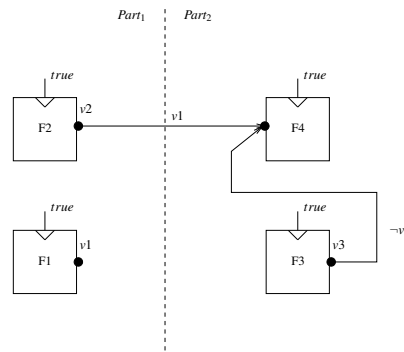 Part1 Part2
true true
v2 v1
F2 F4
true true
v1 v3
¬v
F1 F3